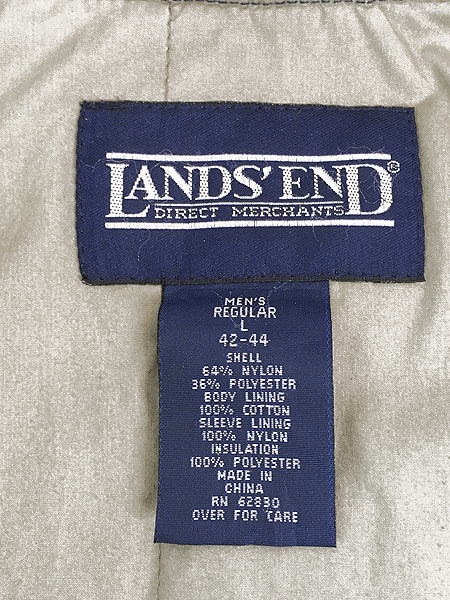 LANDS' END®
DIRECT MERCHANTS
MEN'S
REGULAR
L
42-44
SHELL
64% NYLON
36% POLYESTER
BODY LINING
100% COTTON
SLEEVE LINING
100% NYLON
INSULATION
100% POLYESTER
MADE IN
CHINA
RN 62830
OVER FOR CARE